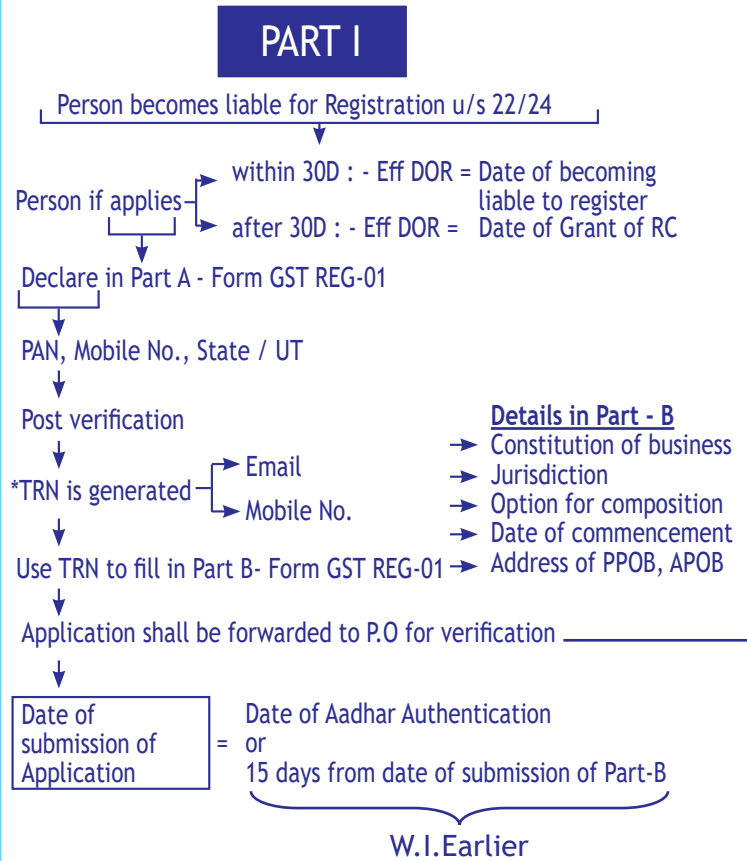 PART I
Person becomes liable for Registration u/s 22/24
within 30D : - Eff DOR = Date of becoming
liable to register
Person if applies
after 30D : - Eff DOR = Date of Grant of RC
Declare in Part A - Form GST REG-01
PAN, Mobile No., State / UT
Post verification
*TRN is generated
Email
Mobile No.
Details in Part - B
Constitution of business
Jurisdiction
Option for composition
Date of commencement
Address of PPOB, APOB
Use TRN to fill in Part B- Form GST REG-01
Application shall be forwarded to P.O for verification
Date of
submission of
Application
=
Date of Aadhar Authentication
or
15 days from date of submission of Part-B
W.I.Earlier